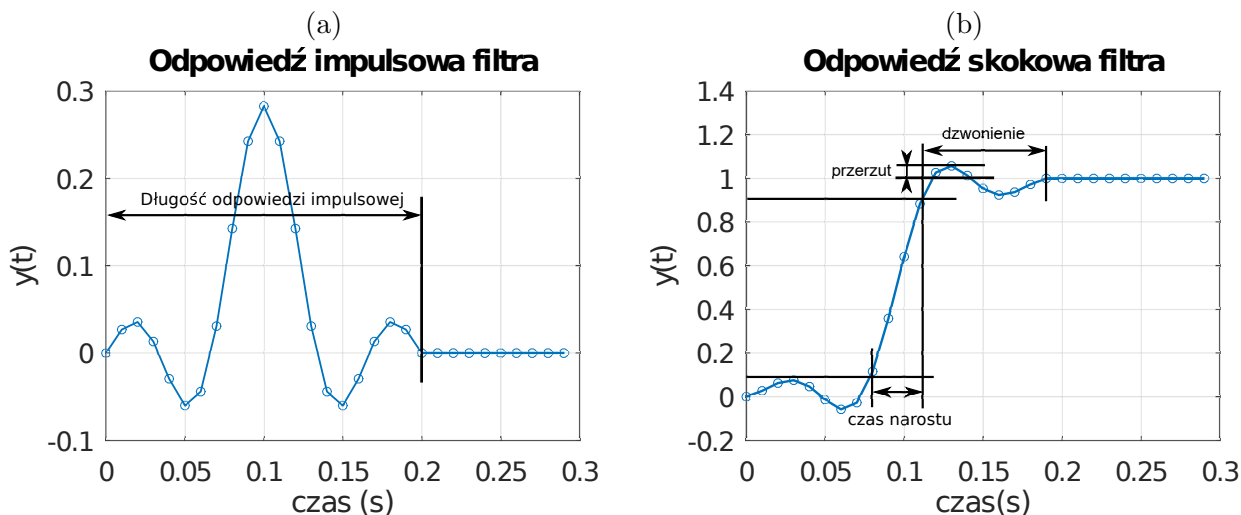 (a)
Odpowiedź impulsowa filtra
0.3
0.2
0.1
0
-0.1
y(t)
Długość odpowiedzi impulsowej
0 0.05 0.1 0.15 0.2 0.25 0.3
czas (s)
(b)
Odpowiedź skokowa filtra
1.4
1.2
1
0.8
0.6
0.4
0.2
0
-0.2
y(t)
dzwonienie
przerzut
czas narostu
0 0.05 0.1 0.15 0.2 0.25 0.3
czas(s)